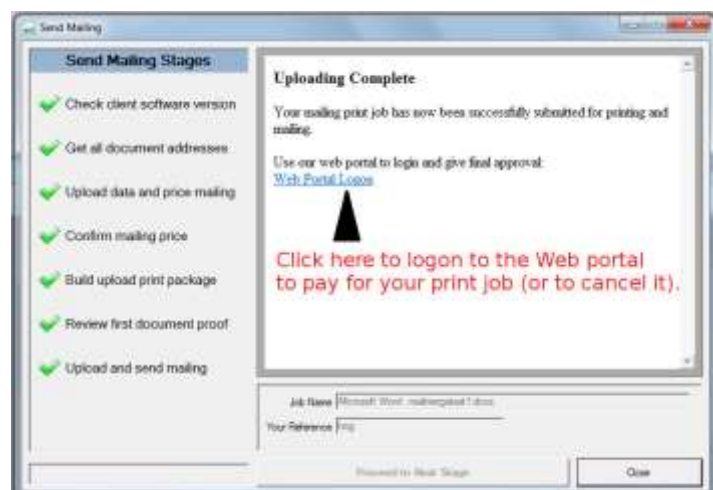 Send Mailing
Send Mailing Stages
Check client software version
Get all document addresses
Upload data and price mailing
Confirm mailing price
Build upload print package
Review first document proof
Upload and send mailing
Uploading Complete
Your mailing print job has now been successfully submitted for printing and
mailing.
Use our web portal to login and give final approval:
Web Portal Logon
Click here to logon to the Web portal
to pay for your print job (or to cancel it).
Job Name Microsoft Word
Your Reference
Proceed to Next Stage
Close